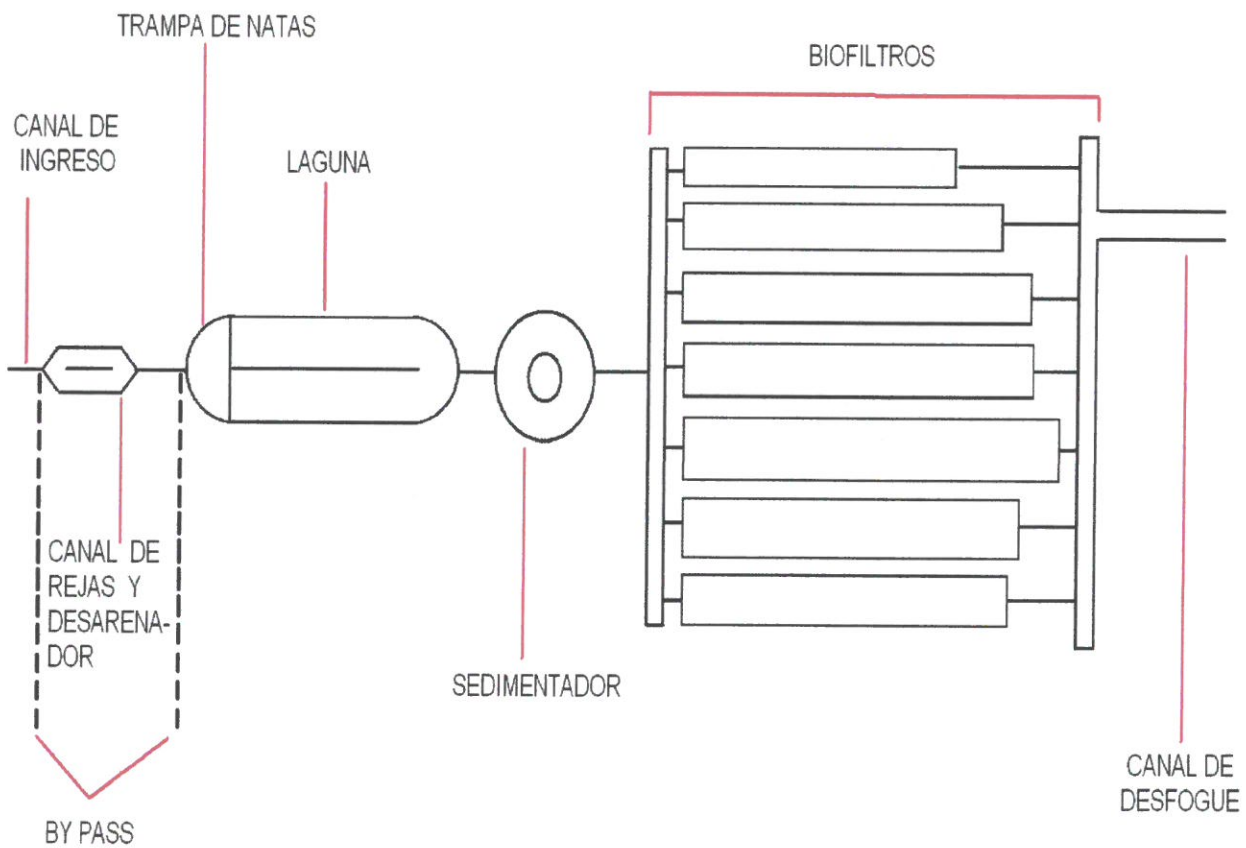 TRAMPA DE NATAS
BIOFILTROS
CANAL DE
INGRESO
LAGUNA
CANAL DE
REJAS Y
DESARENA-
DOR
SEDIMENTADOR
CANAL DE
DESFOGUE
BY PASS